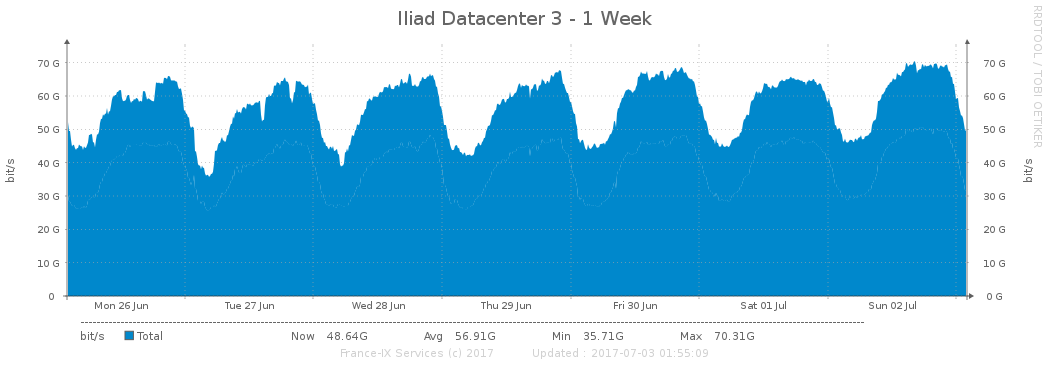 Iliad Datacenter 3 - 1 Week
RRDTOOL / TOBI OETIKER
70 G 70 G
60 G 60 G
50 G 50 G
40 G 40 G
30 G 30 G
20 G 20 G
10 G 10 G
0 0 G
bit/s bit/s
Mon 26 Jun Tue 27 Jun Wed 28 Jun Thu 29 Jun Fri 30 Jun Sat 01 Jul Sun 02 Jul
bit/s Total Now 48.64G Avg 56.91G Min 35.71G Max 70.31G
France-IX Services (c) 2017 Updated : 2017-07-03 01:55:09